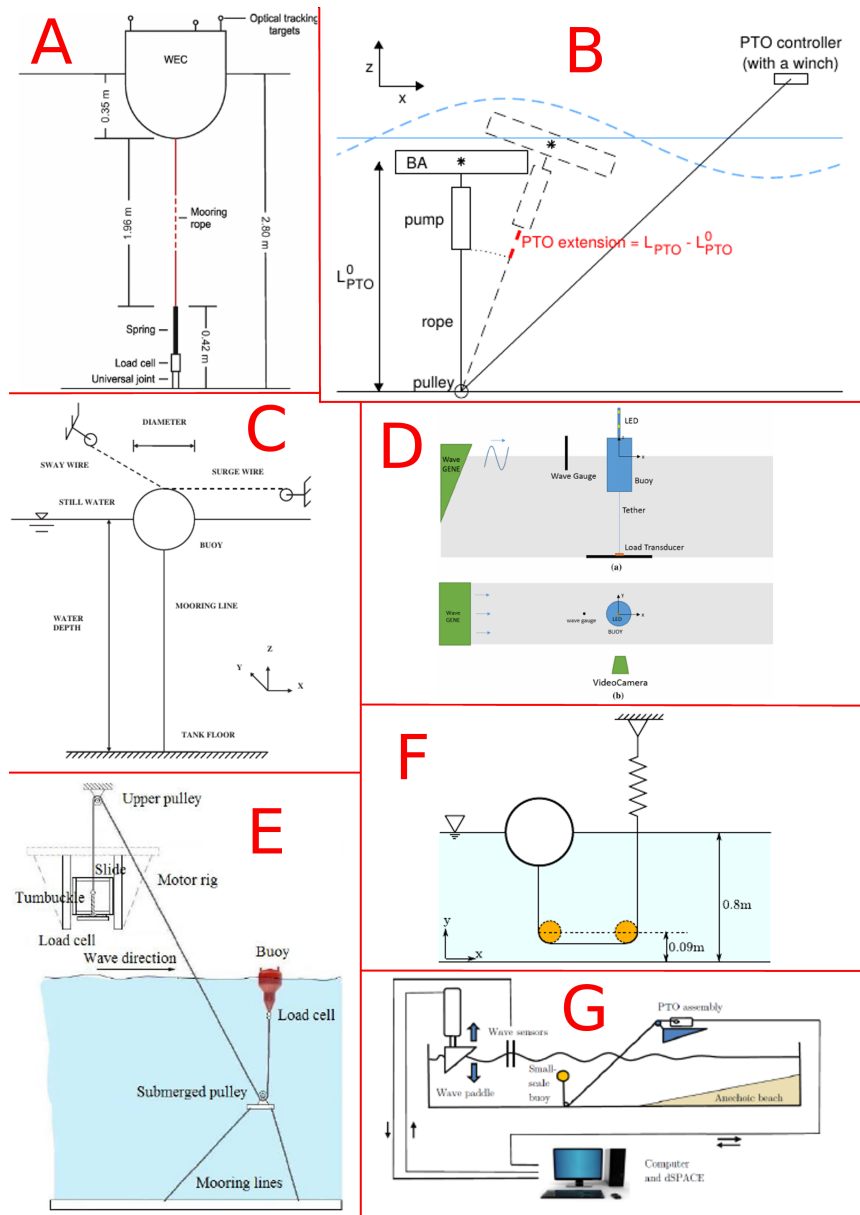 A
Optical tracking
targets
WEC
0.35 m
1.96 m
Mooring
rope
2.80 m
Spring
0.42 m
Load cell
Universal joint
B
z
x
PTO controller
(with a winch)
BA
pump
PTO extension = L_PTO - L⁰_PTO
L⁰_PTO
rope
pulley
C
DIAMETER
SWAY WIRE
SURGE WIRE
STILL WATER
BUOY
WATER
DEPTH
MOORING LINE
Z
Y
X
TANK FLOOR
D
LED
Wave
GENE
z
x
Wave Gauge
Buoy
Tether
Load Transducer
(a)
Wave
GENE
Y
wave gauge
LED
x
BUOY
VideoCamera
(b)
E
Upper pulley
Slide
Motor rig
Tumbuckle
Load cell
Wave direction
Buoy
Load cell
Submerged pulley
Mooring lines
F
0.8m
y
x
0.09m
G
PTO assembly
Wave sensors
Small-
scale
buoy
Wave paddle
Anechoic beach
Computer
and dSPACE